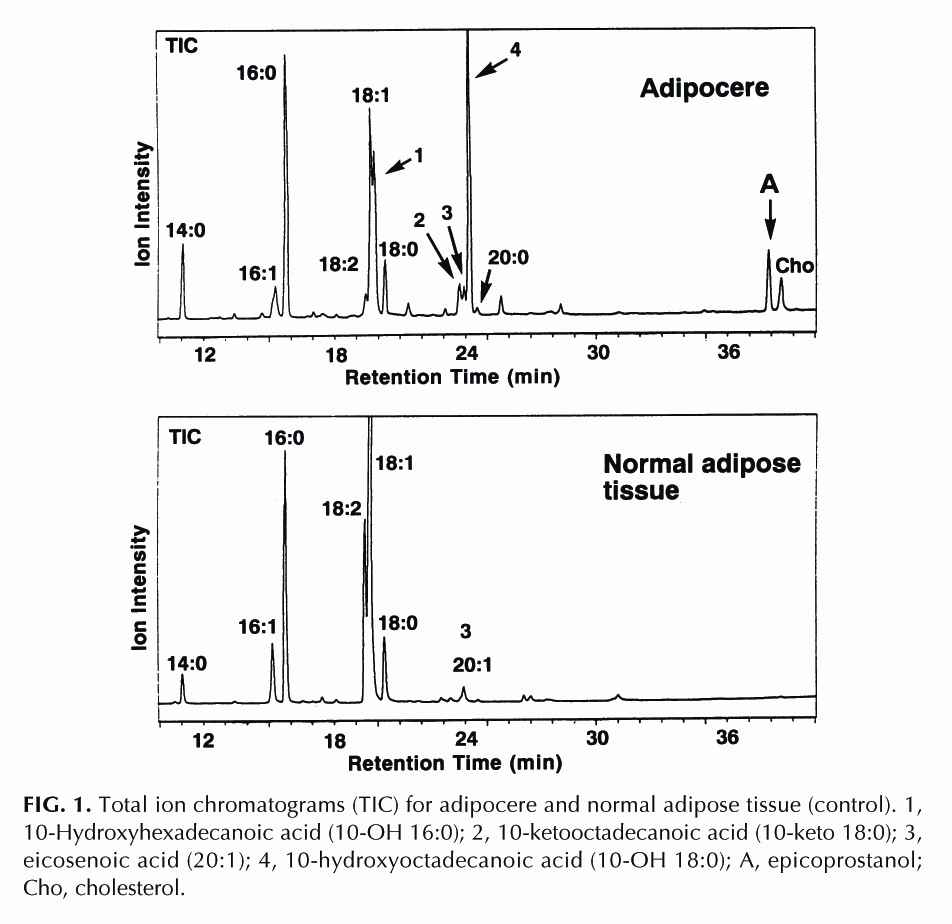 TIC
16:0
4
Adipocere
18:1
1
A
2
3
14:0
18:0
18:2
16:1
20:0
Cho
Ion Intensity
12 18 24 30 36
Retention Time (min)
TIC
16:0
18:1
Normal adipose
tissue
18:2
16:1
18:0
3
14:0
20:1
Ion Intensity
12 18 24 30 36
Retention Time (min)
FIG. 1. Total ion chromatograms (TIC) for adipocere and normal adipose tissue (control). 1,
10-Hydroxyhexadecanoic acid (10-OH 16:0); 2, 10-ketooctadecanoic acid (10-keto 18:0); 3,
eicosenoic acid (20:1); 4, 10-hydroxyoctadecanoic acid (10-OH 18:0); A, epicoprostanol;
Cho, cholesterol.